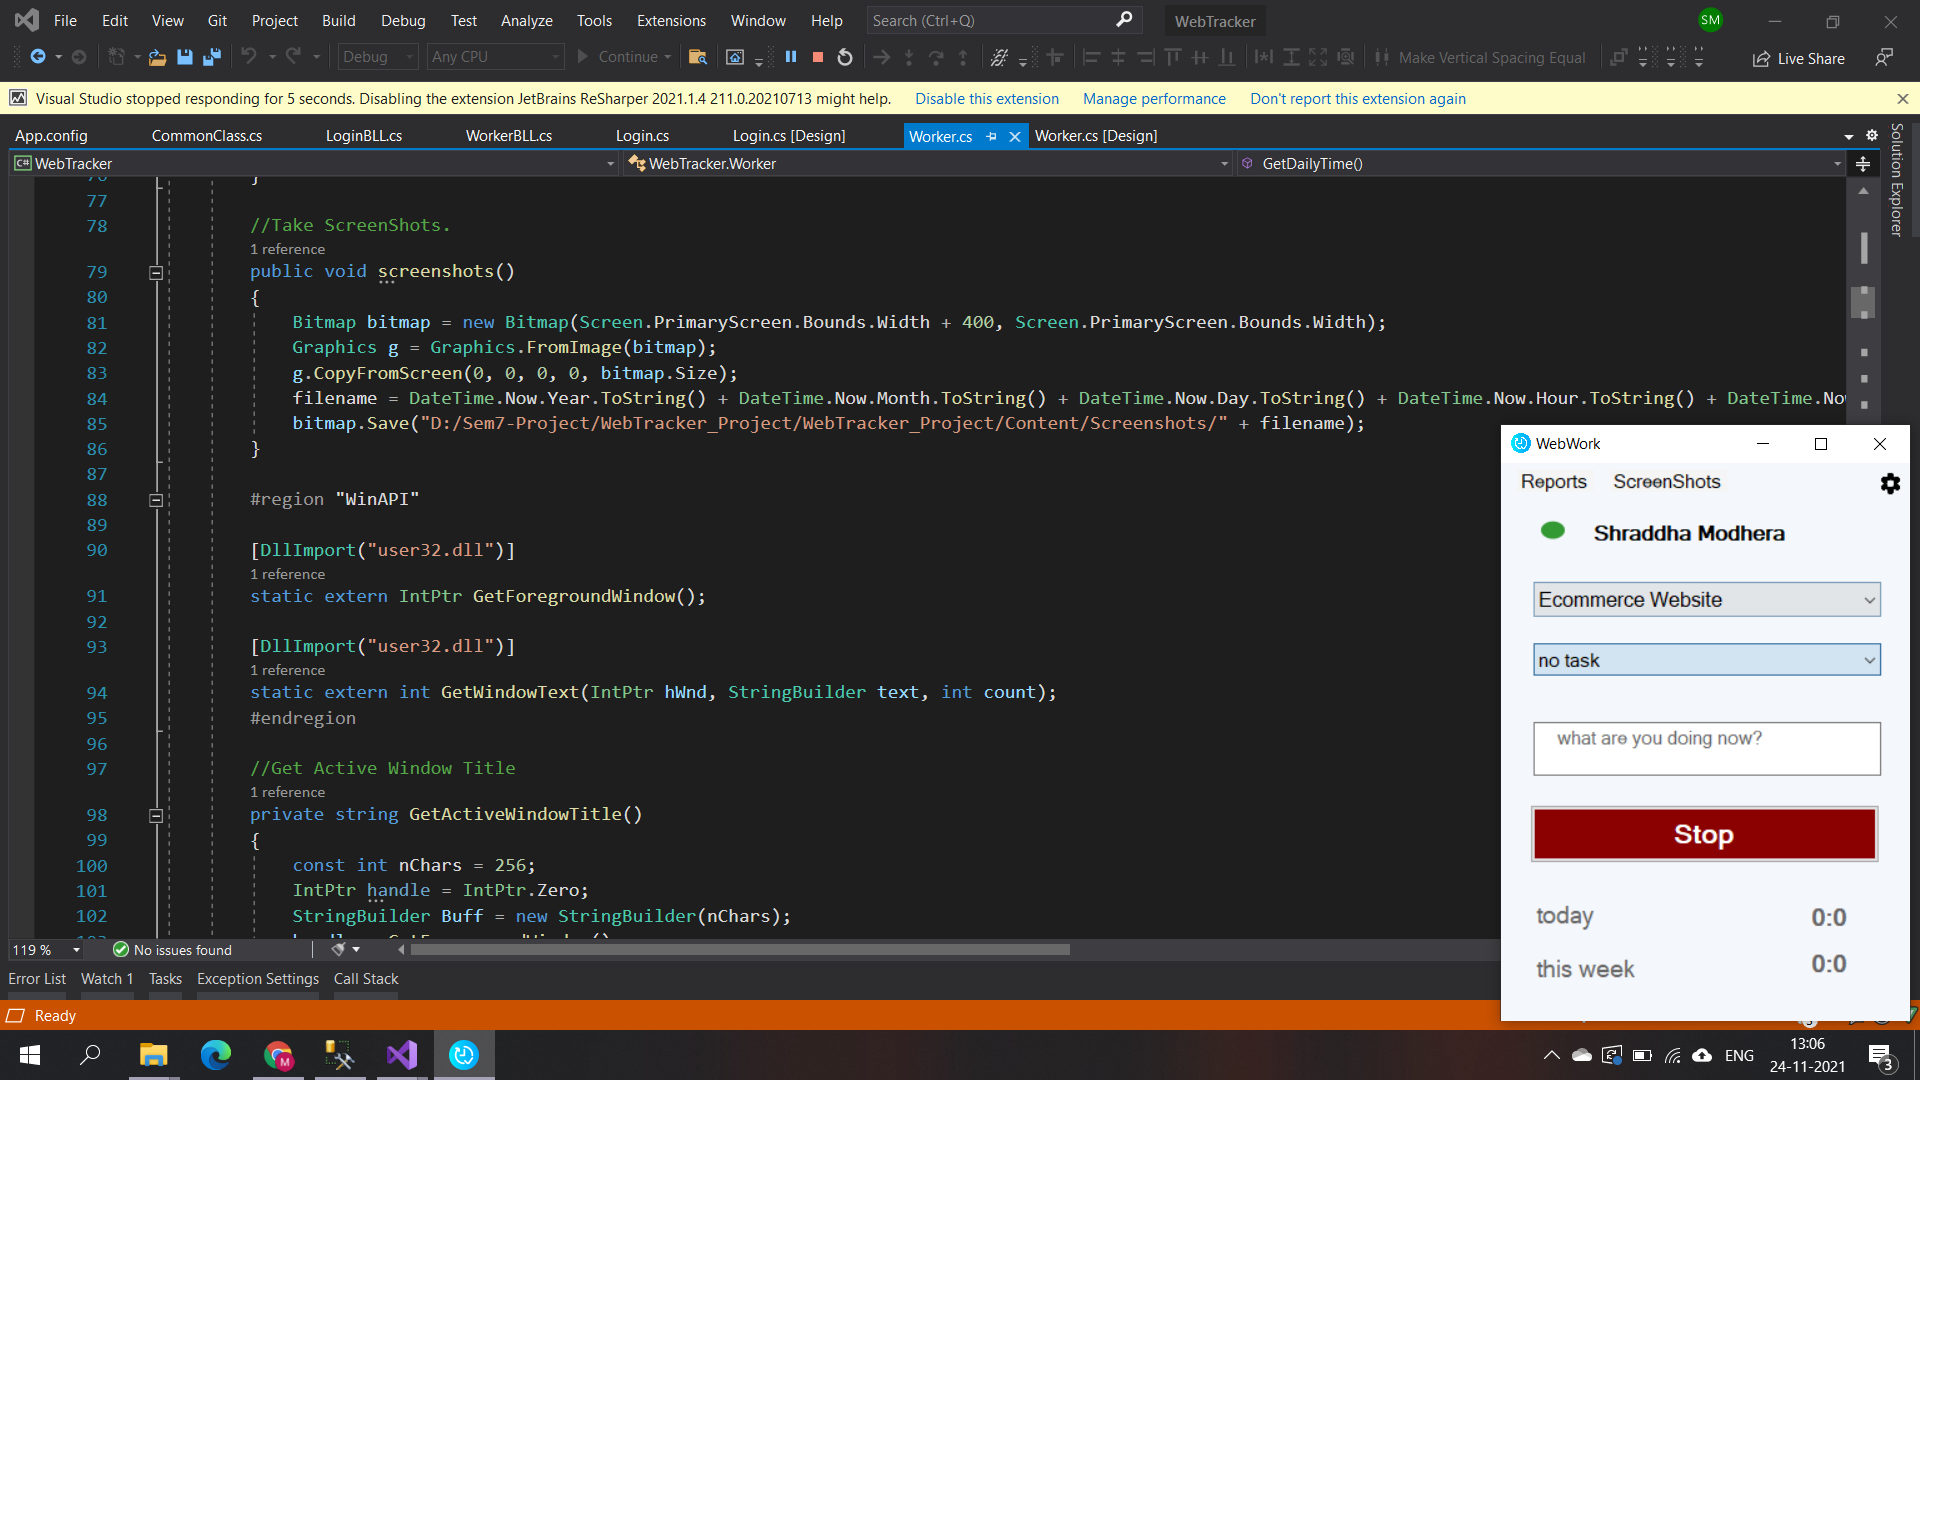 File Edit View Git Project Build Debug Test Analyze Tools Extensions Window Help Search (Ctrl+Q) WebTracker SM
Debug Any CPU Continue Make Vertical Spacing Equal Live Share
Visual Studio stopped responding for 5 seconds. Disabling the extension JetBrains ReSharper 2021.1.4 211.0.20210713 might help. Disable this extension Manage performance Don't report this extension again
App.config CommonClass.cs LoginBLL.cs WorkerBLL.cs Login.cs Login.cs [Design] Worker.cs Worker.cs [Design]
Solution Explorer
C# WebTracker WebTracker.Worker GetDailyTime()
76 }
77
78 //Take ScreenShots.
1 reference
79 public void screenshots()
80 {
81 Bitmap bitmap = new Bitmap(Screen.PrimaryScreen.Bounds.Width + 400, Screen.PrimaryScreen.Bounds.Width);
82 Graphics g = Graphics.FromImage(bitmap);
83 g.CopyFromScreen(0, 0, 0, 0, bitmap.Size);
84 filename = DateTime.Now.Year.ToString() + DateTime.Now.Month.ToString() + DateTime.Now.Day.ToString() + DateTime.Now.Hour.ToString() + DateTime.No
85 bitmap.Save("D:/Sem7-Project/WebTracker_Project/WebTracker_Project/Content/Screenshots/" + filename);
86 }
87
88 #region "WinAPI"
89
90 [DllImport("user32.dll")]
1 reference
91 static extern IntPtr GetForegroundWindow();
92
93 [DllImport("user32.dll")]
1 reference
94 static extern int GetWindowText(IntPtr hWnd, StringBuilder text, int count);
95 #endregion
96
97 //Get Active Window Title
1 reference
98 private string GetActiveWindowTitle()
99 {
100 const int nChars = 256;
101 IntPtr handle = IntPtr.Zero;
102 StringBuilder Buff = new StringBuilder(nChars);
119 % No issues found
Error List Watch 1 Tasks Exception Settings Call Stack
Ready
WebWork
Reports ScreenShots
Shraddha Modhera
Ecommerce Website
no task
what are you doing now?
Stop
today 0:0
this week 0:0
M ENG 13:06
24-11-2021 3